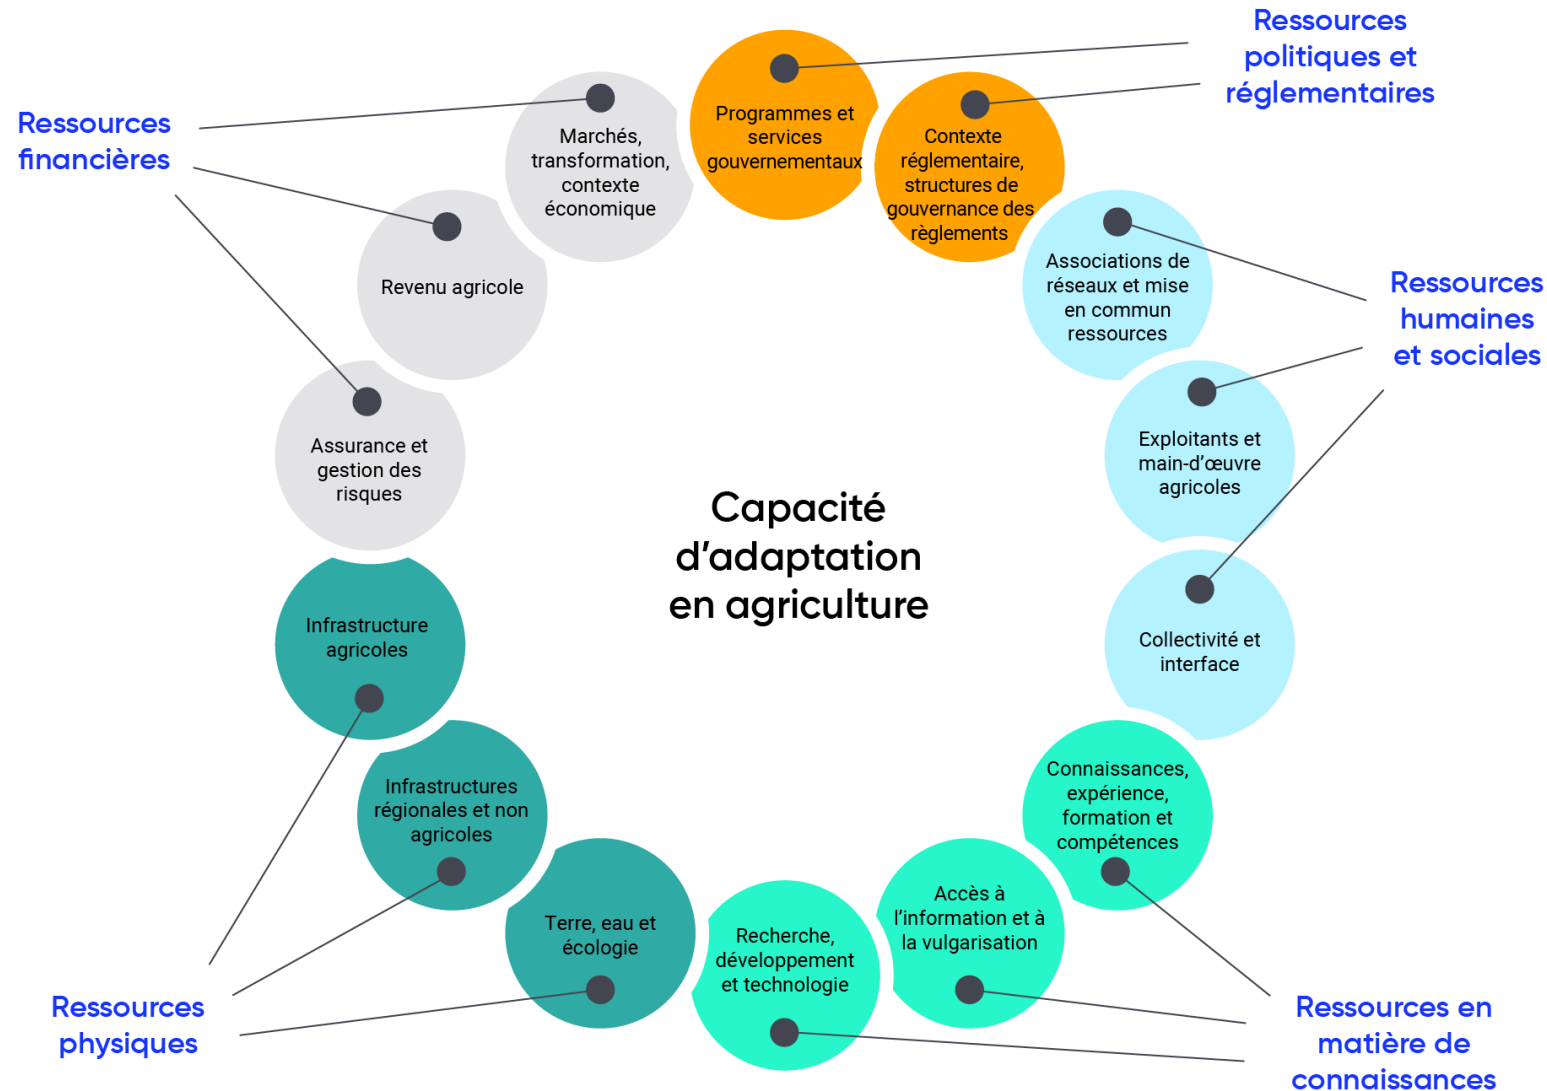 Ressources
politiques et
réglementaires
Programmes et
services
gouvernementaux
Contexte
réglementaire,
structures de
gouvernance des
règlements
Ressources
humaines
et sociales
Associations de
réseaux et mise
en commun
ressources
Exploitants et
main-d’œuvre
agricoles
Collectivité et
interface
Ressources en
matière de
connaissances
Connaissances,
expérience,
formation et
compétences
Accès à
l’information et à
la vulgarisation
Recherche,
développement
et technologie
Ressources
physiques
Terre, eau et
écologie
Infrastructures
régionales et non
agricoles
Infrastructure
agricoles
Ressources
financières
Assurance et
gestion des
risques
Revenu agricole
Marchés,
transformation,
contexte
économique
Capacité
d’adaptation
en agriculture